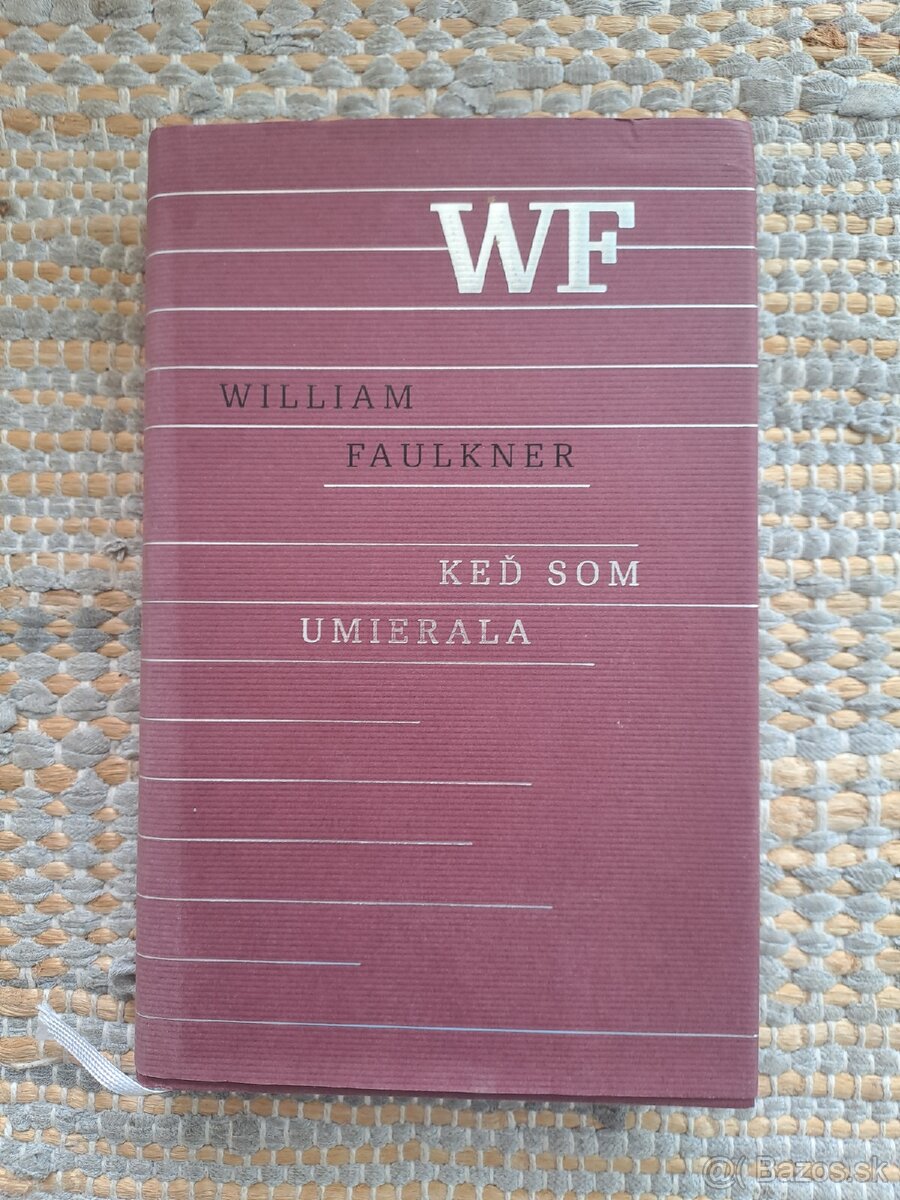 WF
WILLIAM
FAULKNER
KEĎ SOM
UMIERALA
@( Bazos.sk